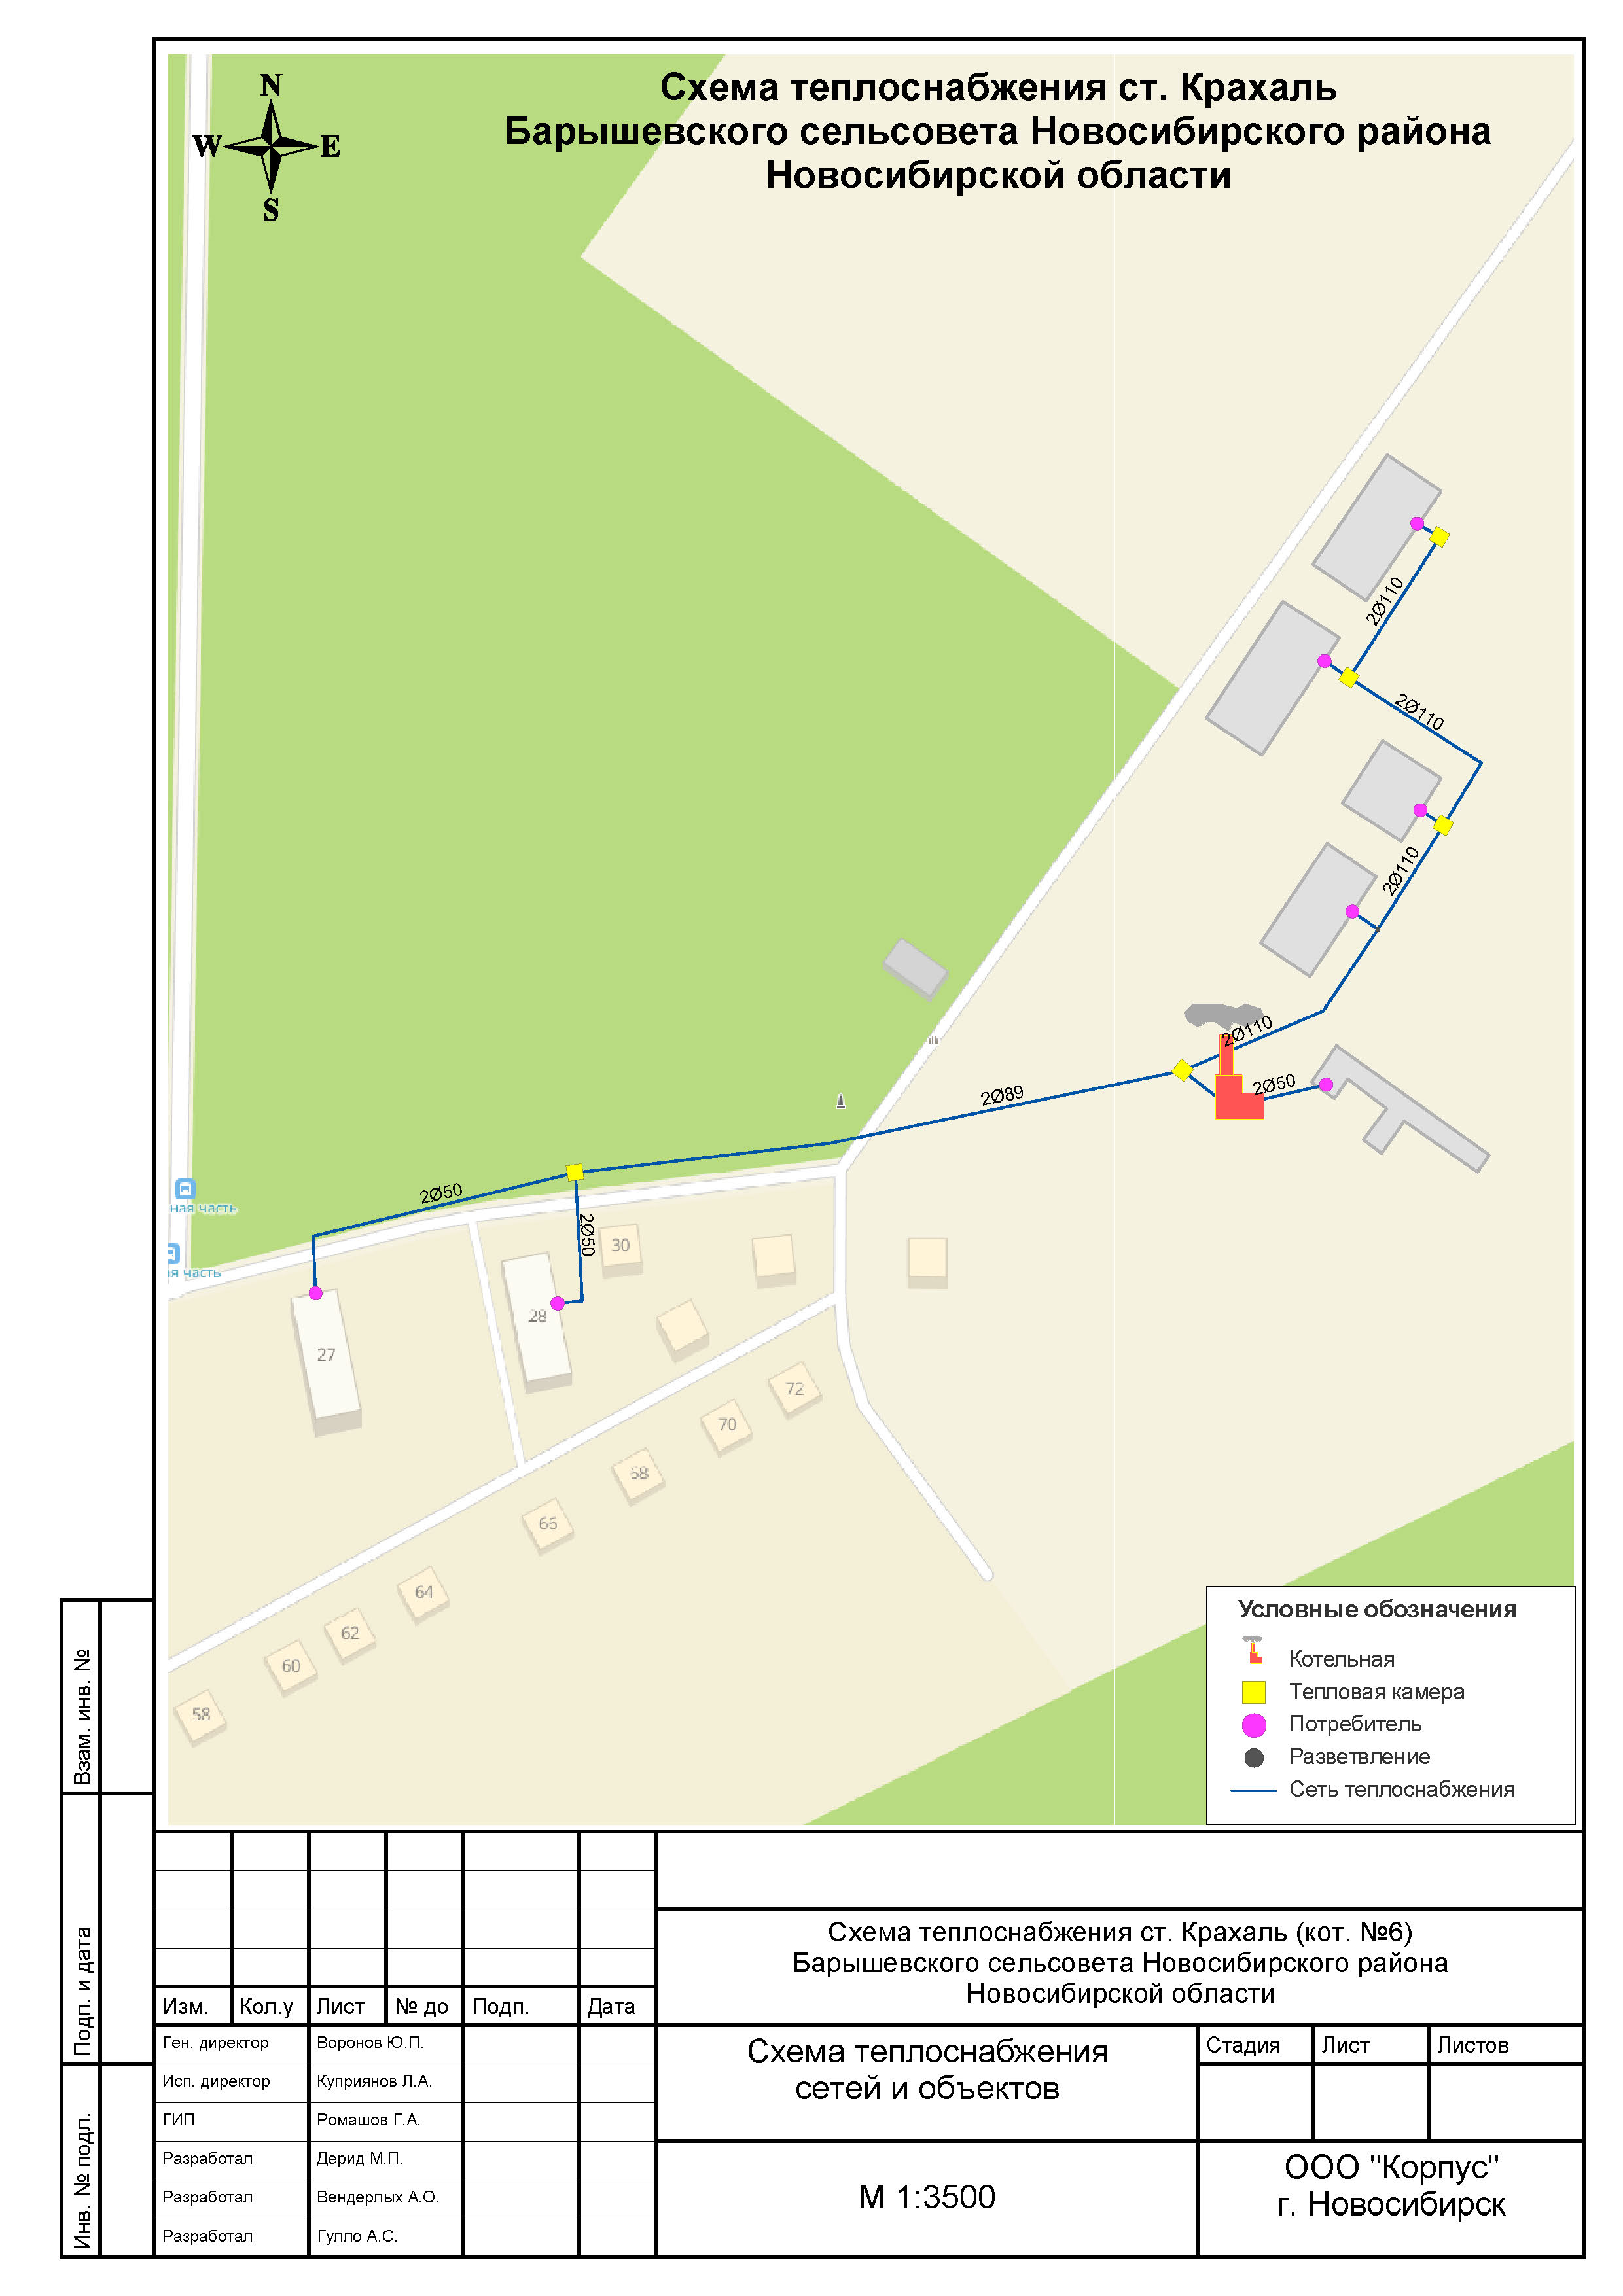 Схема теплоснабжения ст. Крахаль
Барышевского сельсовета Новосибирского района
Новосибирской области
N
W
E
S
2Ø110
2Ø110
2Ø110
2Ø110
2Ø50
2Ø89
2Ø50
2Ø50
ная часть
я часть
30
28
27
72
70
68
66
64
62
60
58
Условные обозначения
Котельная
Тепловая камера
Потребитель
Разветвление
Сеть теплоснабжения
Взам. инв. №
Подп. и дата
Инв. № подл.
Схема теплоснабжения ст. Крахаль (кот. №6)
Барышевского сельсовета Новосибирского района
Новосибирской области
Изм.
Кол.у
Лист
№ до
Подп.
Дата
Ген. директор
Воронов Ю.П.
Исп. директор
Куприянов Л.А.
ГИП
Ромашов Г.А.
Разработал
Дерид М.П.
Разработал
Вендерлых А.О.
Разработал
Гулло А.С.
Схема теплоснабжения
сетей и объектов
Стадия
Лист
Листов
М 1:3500
ООО "Корпус"
г. Новосибирск